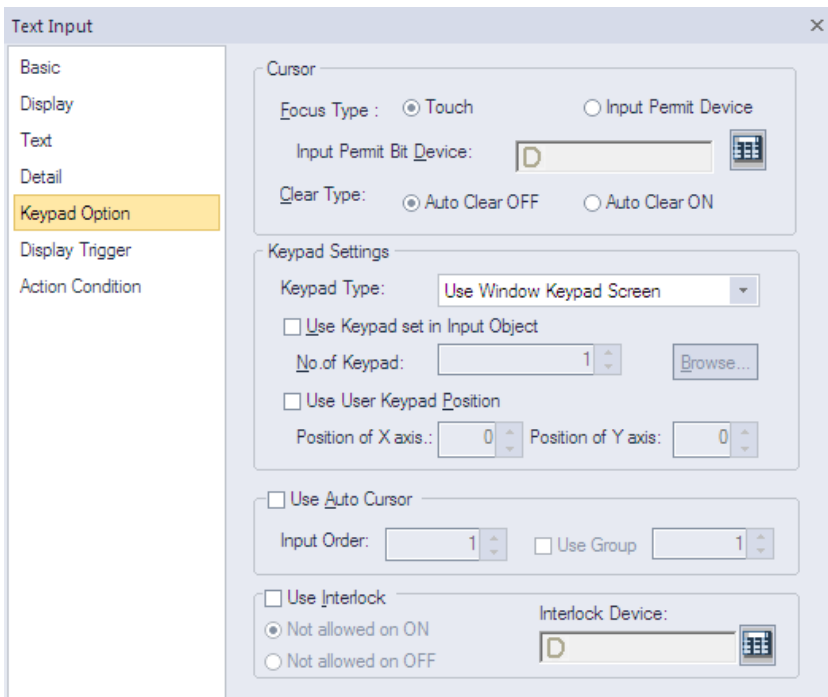 Text Input
Basic
Display
Text
Detail
Keypad Option
Display Trigger
Action Condition
Cursor
Focus Type : Touch Input Permit Device
Input Permit Bit Device: D
Clear Type: Auto Clear OFF Auto Clear ON
Keypad Settings
Keypad Type: Use Window Keypad Screen
Use Keypad set in Input Object
No.of Keypad: 1 Browse...
Use User Keypad Position
Position of X axis.: 0 Position of Y axis: 0
Use Auto Cursor
Input Order: 1 Use Group 1
Use Interlock
Interlock Device:
Not allowed on ON
D
Not allowed on OFF